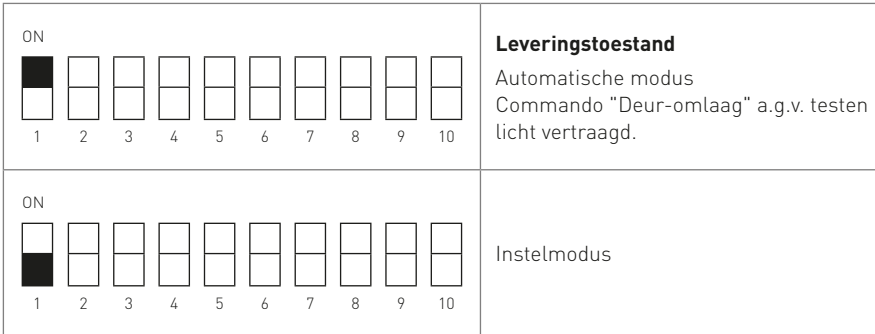 ON
1 2 3 4 5 6 7 8 9 10
Leveringstoestand
Automatische modus
Commando "Deur-omlaag" a.g.v. testen
licht vertraagd.
ON
1 2 3 4 5 6 7 8 9 10
Instelmodus